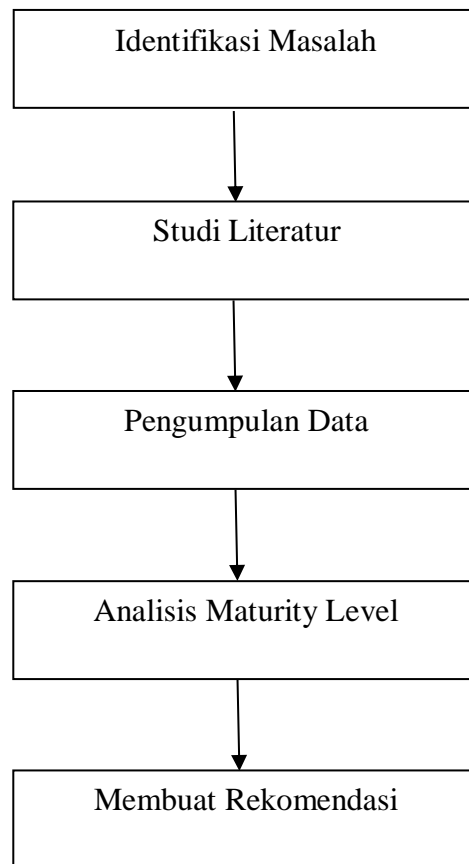 Identifikasi Masalah
Studi Literatur
Pengumpulan Data
Analisis Maturity Level
Membuat Rekomendasi